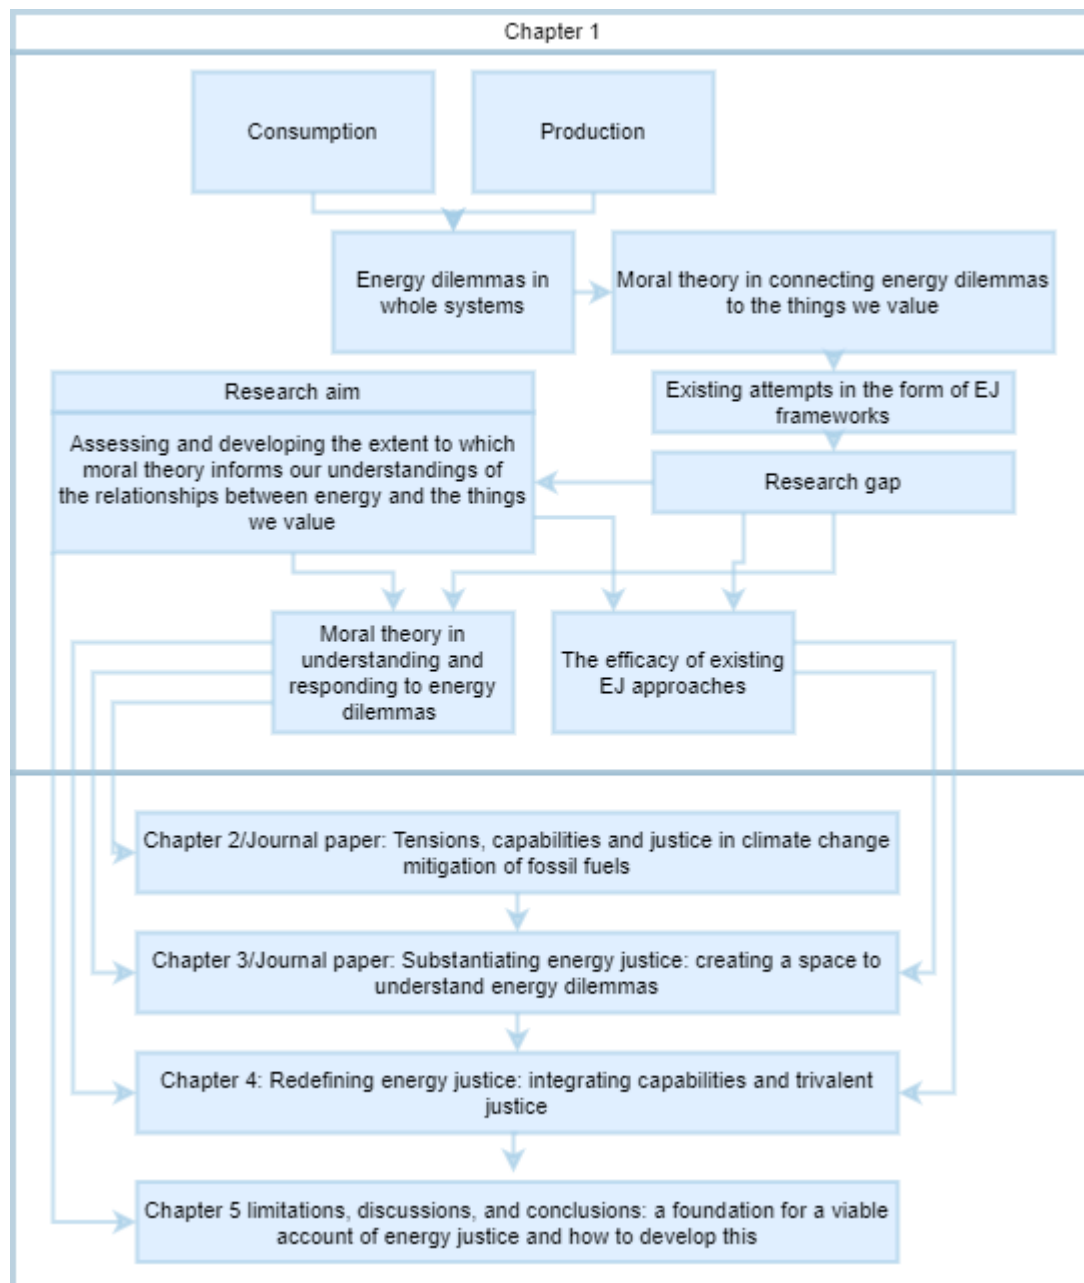 Chapter 1
Consumption
Production
Energy dilemmas in
whole systems
Moral theory in connecting energy dilemmas
to the things we value
Existing attempts in the form of EJ
frameworks
Research gap
Research aim
Assessing and developing the extent to which
moral theory informs our understandings of
the relationships between energy and the things
we value
Moral theory in
understanding and
responding to energy
dilemmas
The efficacy of existing
EJ approaches
Chapter 2/Journal paper: Tensions, capabilities and justice in climate change
mitigation of fossil fuels
Chapter 3/Journal paper: Substantiating energy justice: creating a space to
understand energy dilemmas
Chapter 4: Redefining energy justice: integrating capabilities and trivalent
justice
Chapter 5 limitations, discussions, and conclusions: a foundation for a viable
account of energy justice and how to develop this